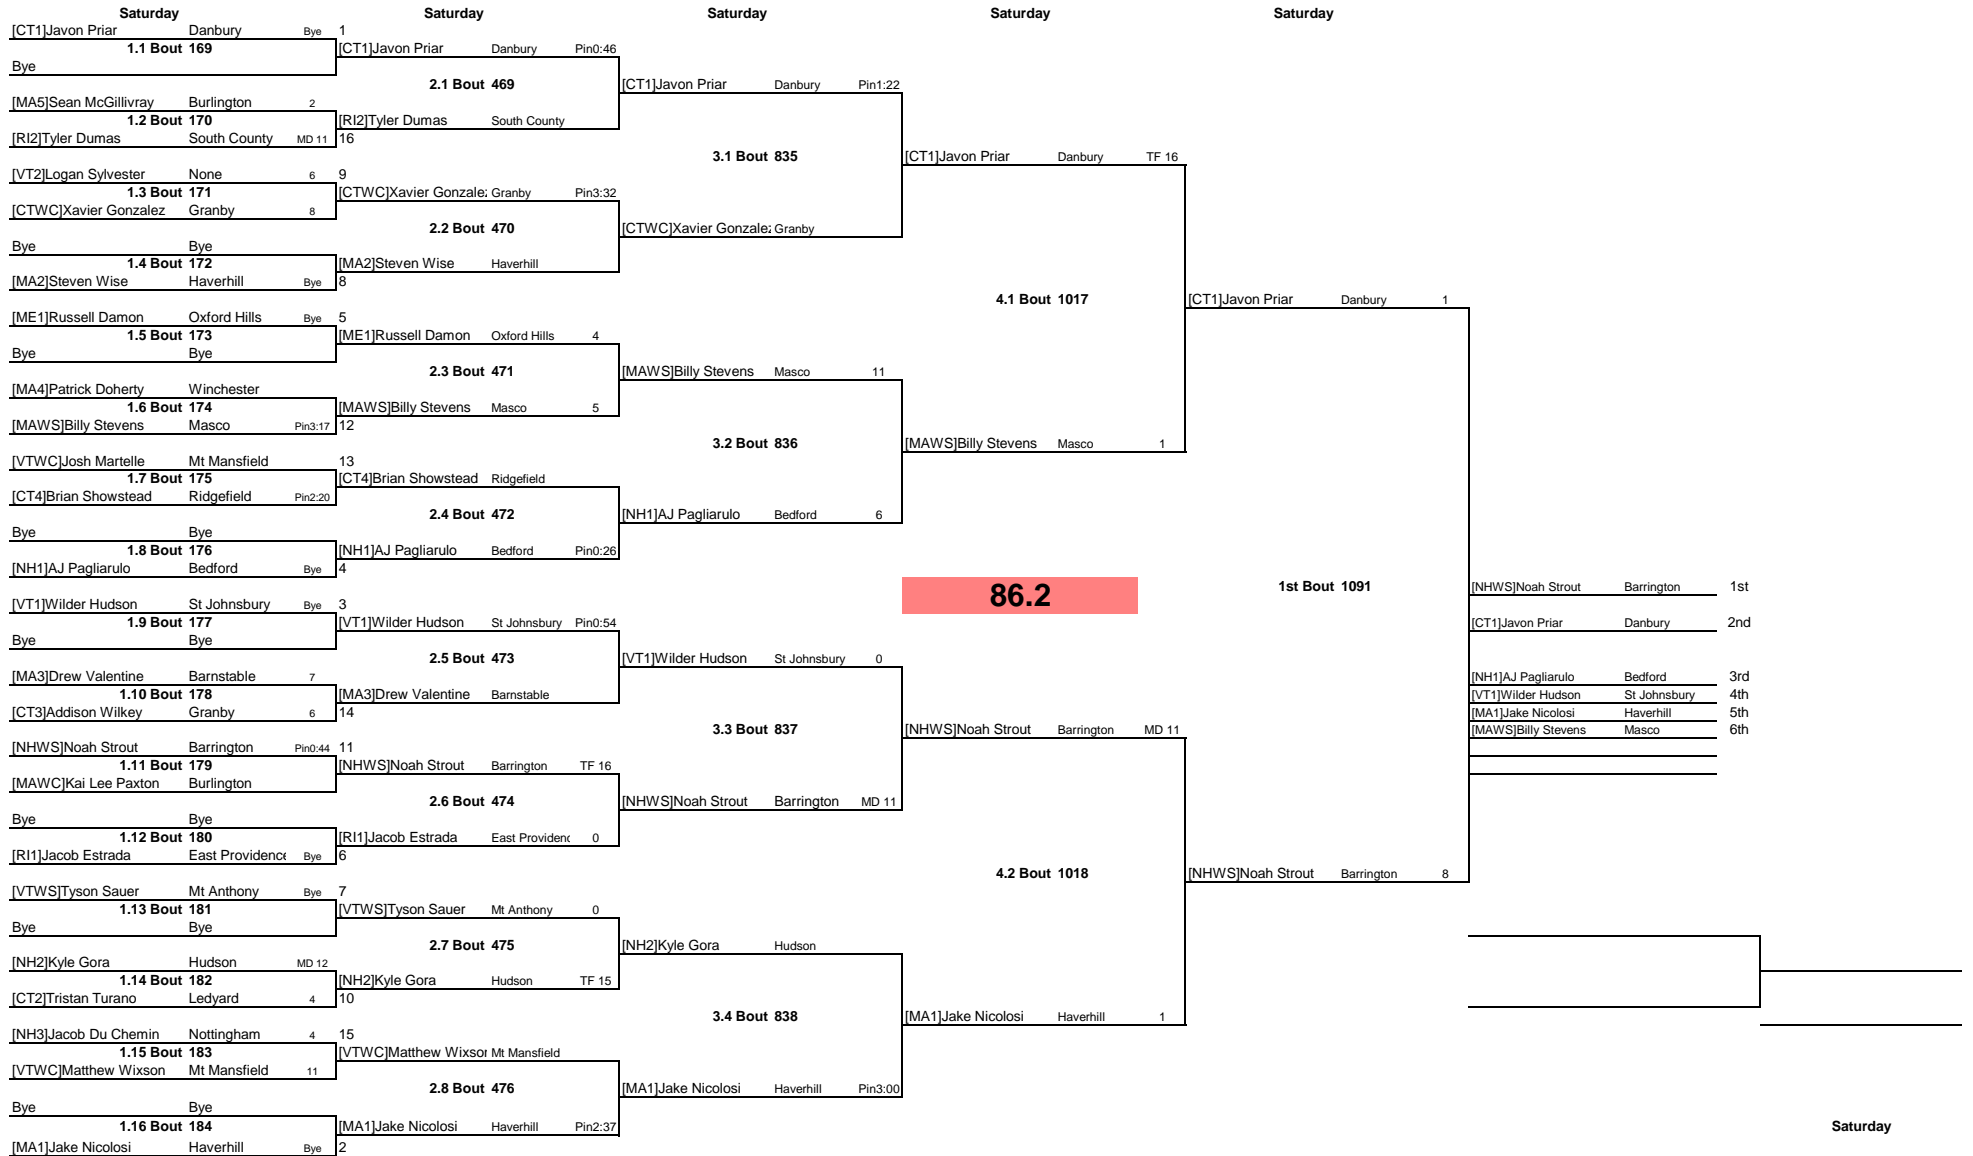 Saturday Saturday Saturday Saturday Saturday
[CT1]Javon Priar Danbury Bye 1
1.1 Bout 169 [CT1]Javon Priar Danbury Pin0:46
Bye
2.1 Bout 469 [CT1]Javon Priar Danbury Pin1:22
[MA5]Sean McGillivray Burlington 2
1.2 Bout 170 [RI2]Tyler Dumas South County
[RI2]Tyler Dumas South County MD 11 16
3.1 Bout 835 [CT1]Javon Priar Danbury TF 16
[VT2]Logan Sylvester None 6 9
1.3 Bout 171 [CTWC]Xavier Gonzalez Granby Pin3:32
[CTWC]Xavier Gonzalez Granby 8
2.2 Bout 470 [CTWC]Xavier Gonzalez Granby
Bye Bye
1.4 Bout 172 [MA2]Steven Wise Haverhill
[MA2]Steven Wise Haverhill Bye 8
4.1 Bout 1017 [CT1]Javon Priar Danbury 1
[ME1]Russell Damon Oxford Hills Bye 5
1.5 Bout 173 [ME1]Russell Damon Oxford Hills 4
Bye Bye
2.3 Bout 471 [MAWS]Billy Stevens Masco 11
[MA4]Patrick Doherty Winchester
1.6 Bout 174 [MAWS]Billy Stevens Masco 5
[MAWS]Billy Stevens Masco Pin3:17 12
3.2 Bout 836 [MAWS]Billy Stevens Masco 1
[VTWC]Josh Martelle Mt Mansfield 13
1.7 Bout 175 [CT4]Brian Showstead Ridgefield
[CT4]Brian Showstead Ridgefield Pin2:20
2.4 Bout 472 [NH1]AJ Pagliarulo Bedford 6
Bye Bye
1.8 Bout 176 [NH1]AJ Pagliarulo Bedford Pin0:26
[NH1]AJ Pagliarulo Bedford Bye 4
86.2 1st Bout 1091 [NHWS]Noah Strout Barrington 1st
[VT1]Wilder Hudson St Johnsbury Bye 3
1.9 Bout 177 [VT1]Wilder Hudson St Johnsbury Pin0:54 [CT1]Javon Priar Danbury 2nd
Bye Bye
2.5 Bout 473 [VT1]Wilder Hudson St Johnsbury 0
[MA3]Drew Valentine Barnstable 7 [NH1]AJ Pagliarulo Bedford 3rd
1.10 Bout 178 [MA3]Drew Valentine Barnstable [VT1]Wilder Hudson St Johnsbury 4th
[CT3]Addison Wilkey Granby 6 14 [MA1]Jake Nicolosi Haverhill 5th
3.3 Bout 837 [NHWS]Noah Strout Barrington MD 11 [MAWS]Billy Stevens Masco 6th
[NHWS]Noah Strout Barrington Pin0:44 11
1.11 Bout 179 [NHWS]Noah Strout Barrington TF 16
[MAWC]Kai Lee Paxton Burlington
2.6 Bout 474 [NHWS]Noah Strout Barrington MD 11
Bye Bye
1.12 Bout 180 [RI1]Jacob Estrada East Providenc 0
[RI1]Jacob Estrada East Providence Bye 6
4.2 Bout 1018 [NHWS]Noah Strout Barrington 8
[VTWS]Tyson Sauer Mt Anthony Bye 7
1.13 Bout 181 [VTWS]Tyson Sauer Mt Anthony 0
Bye Bye
2.7 Bout 475 [NH2]Kyle Gora Hudson
[NH2]Kyle Gora Hudson MD 12
1.14 Bout 182 [NH2]Kyle Gora Hudson TF 15
[CT2]Tristan Turano Ledyard 4 10
3.4 Bout 838 [MA1]Jake Nicolosi Haverhill 1
[NH3]Jacob Du Chemin Nottingham 4 15
1.15 Bout 183 [VTWC]Matthew Wixsor Mt Mansfield
[VTWC]Matthew Wixson Mt Mansfield 11
2.8 Bout 476 [MA1]Jake Nicolosi Haverhill Pin3:00
Bye Bye
1.16 Bout 184 [MA1]Jake Nicolosi Haverhill Pin2:37 Saturday
[MA1]Jake Nicolosi Haverhill Bye 2